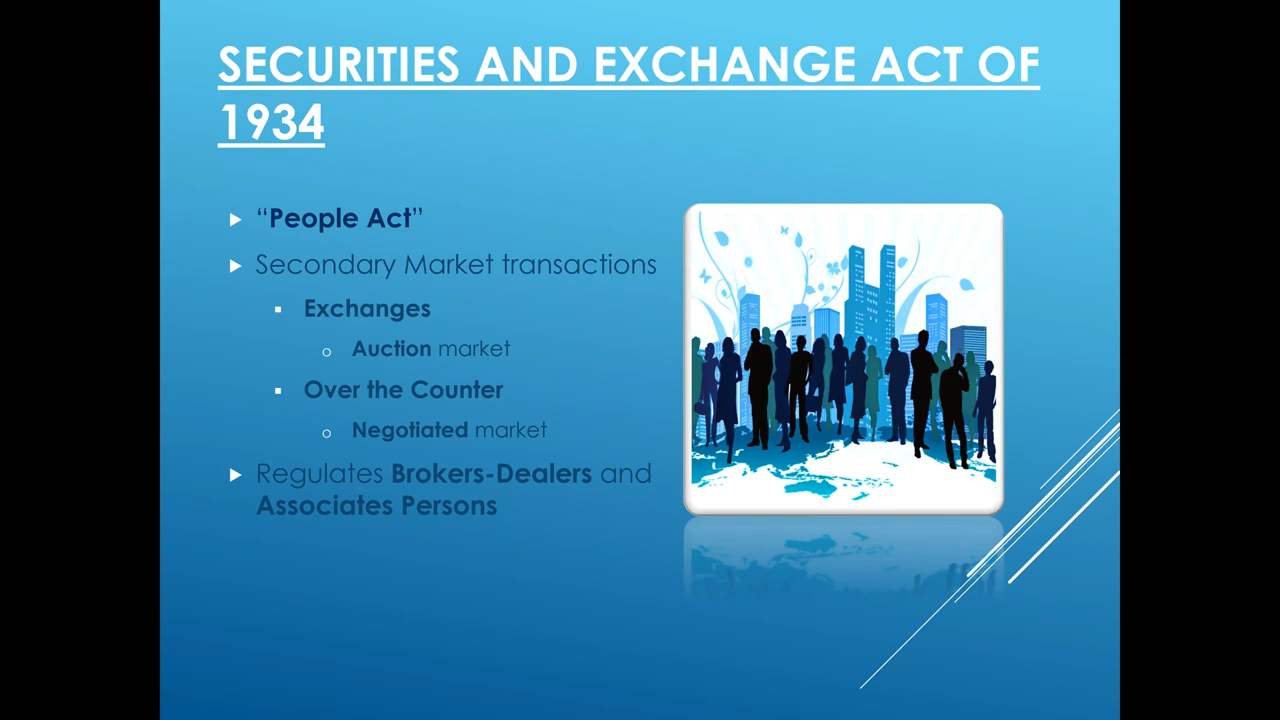 SECURITIES AND EXCHANGE ACT OF
1934
“People Act”
Secondary Market transactions
Exchanges
Auction market
Over the Counter
Negotiated market
Regulates Brokers-Dealers and
Associates Persons